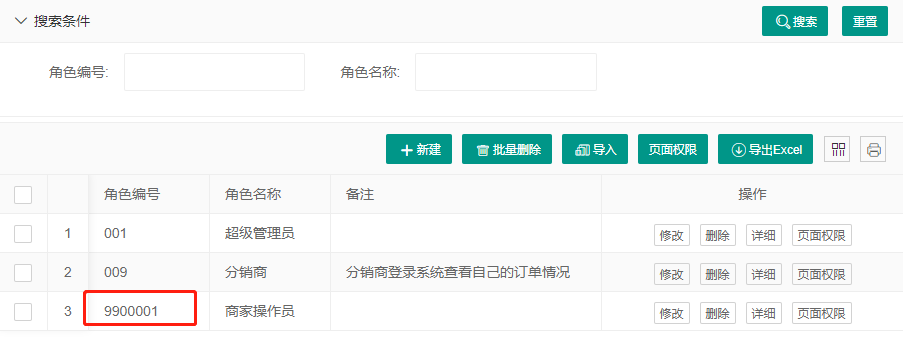 搜索条件 搜索 重置
角色编号: 角色名称:
新建 批量删除 导入 页面权限 导出Excel
角色编号 角色名称 备注 操作
1 001 超级管理员 修改 删除 详细 页面权限
2 009 分销商 分销商登录系统查看自己的订单情况 修改 删除 详细 页面权限
3 9900001 商家操作员 修改 删除 详细 页面权限